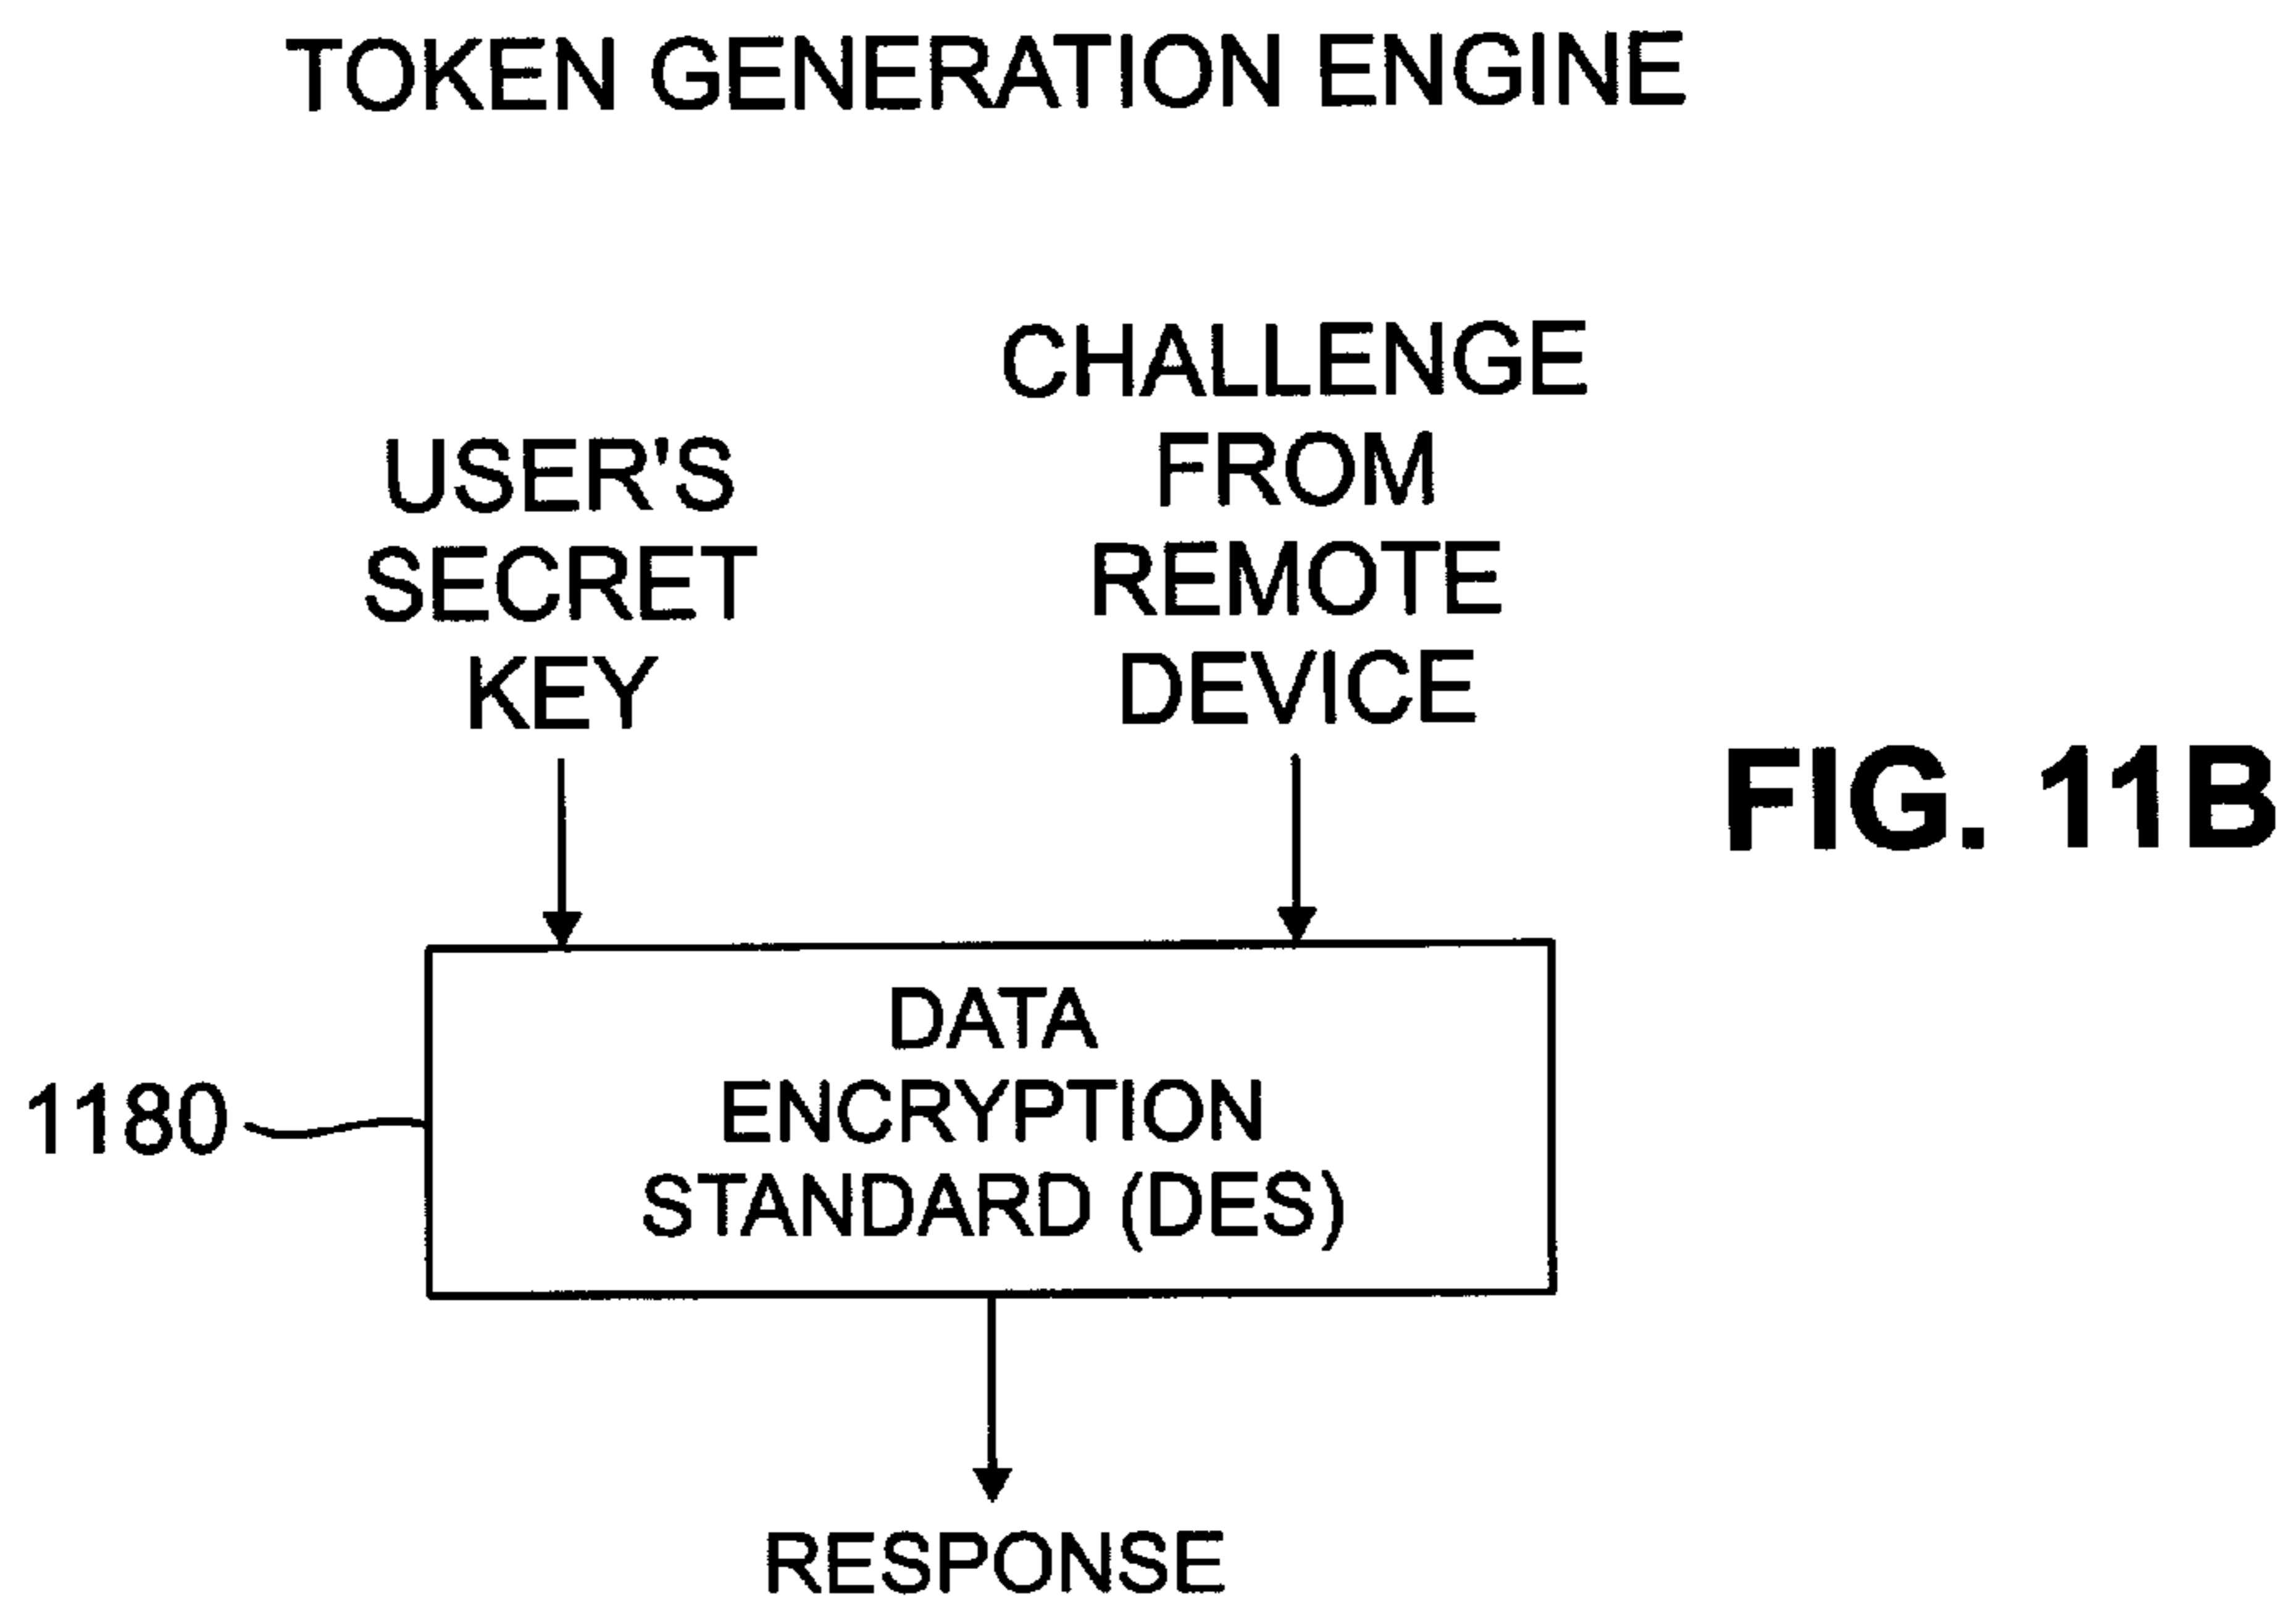 TOKEN GENERATION ENGINE
USER'S
SECRET
KEY
CHALLENGE
FROM
REMOTE
DEVICE
FIG. 11B
1180
DATA
ENCRYPTION
STANDARD (DES)
RESPONSE